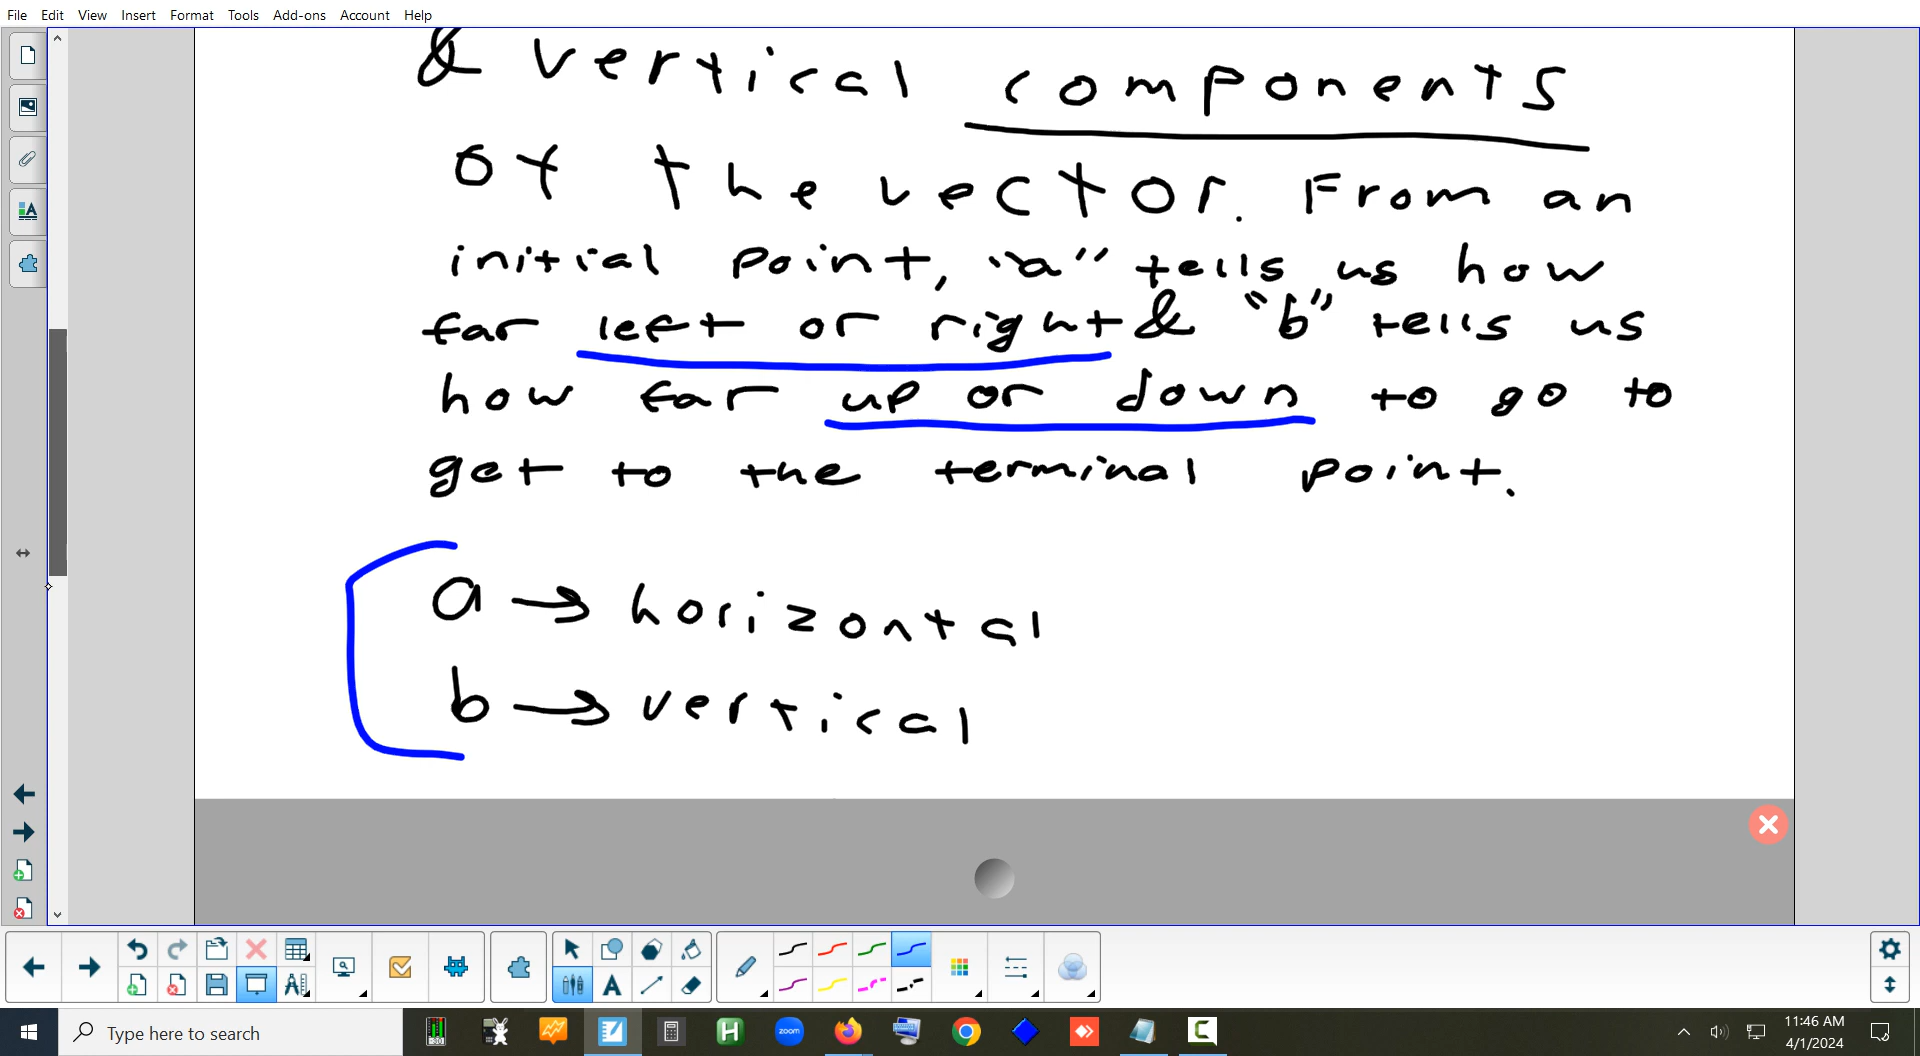 File Edit View Insert Format Tools Add-ons Account Help
& vertical components
of the vector. From an
initial point, "a" tells us how
far left or right & "b" tells us
how far up or down to go to
get to the terminal point.
a → horizontal
b → vertical
Type here to search
zoom
11:46 AM
4/1/2024